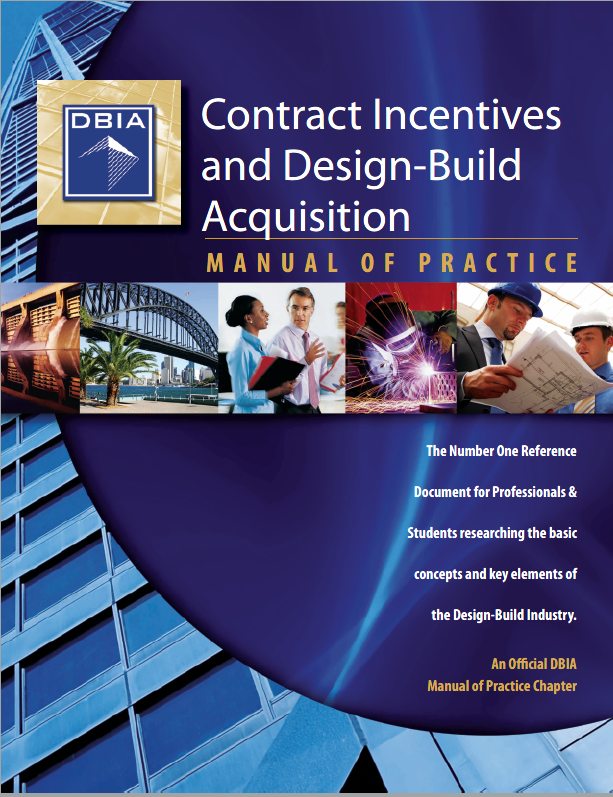 DBIA
Contract Incentives
and Design-Build
Acquisition
MANUAL OF PRACTICE
The Number One Reference
Document for Professionals &
Students researching the basic
concepts and key elements of
the Design-Build Industry.
An Official DBIA
Manual of Practice Chapter